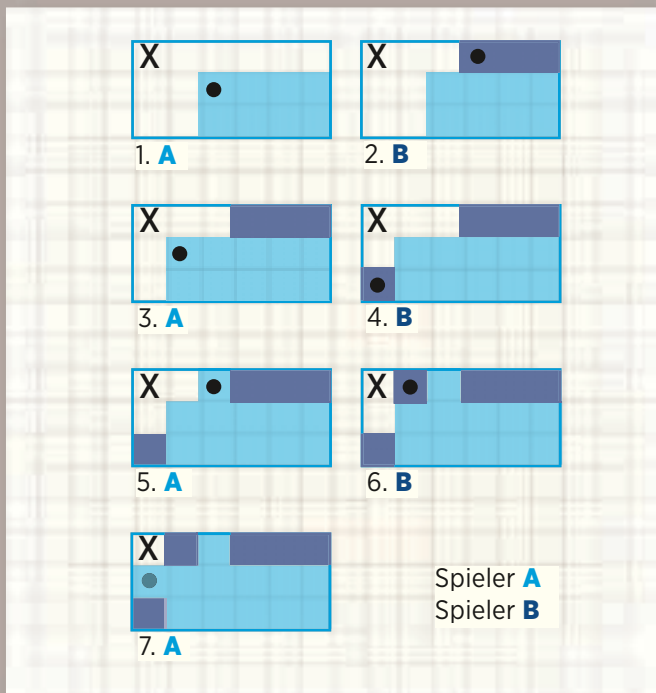 X
X
1. A
2. B
X
X
3. A
4. B
X
X
5. A
6. B
X
7. A
Spieler A
Spieler B